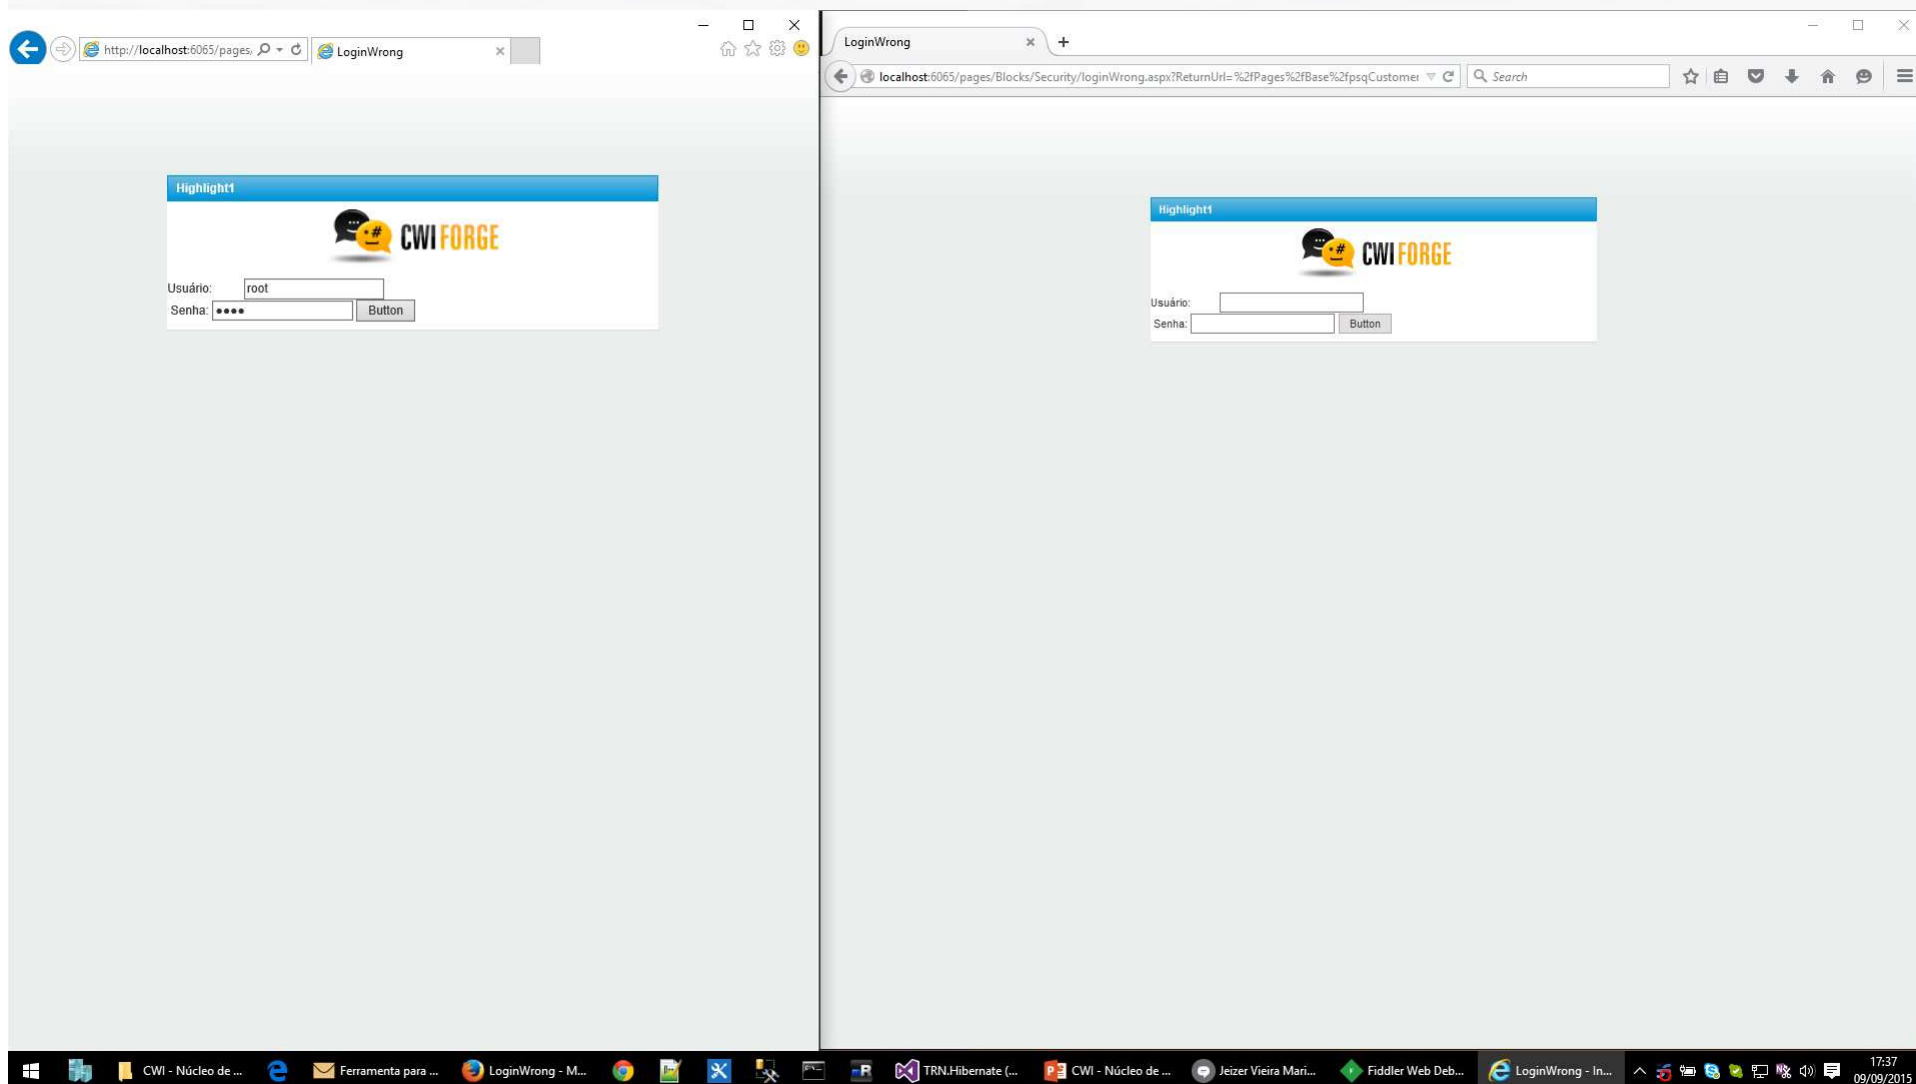 http://localhost:6065/pages,
LoginWrong
Highlight1
CWI FORGE
Usuário: root
Senha: ●●●● Button
LoginWrong
localhost:6065/pages/Blocks/Security/loginWrong.aspx?ReturnUrl=%2fPages%2fBase%2fpsqCustomer
Search
Highlight1
CWI FORGE
Usuário:
Senha: Button
CWI - Núcleo de ...
Ferramenta para ...
LoginWrong - M...
TRN.Hibernate (...
CWI - Núcleo de ...
Jeizer Vieira Mari...
Fiddler Web Deb...
LoginWrong - In...
17:37
09/09/2015